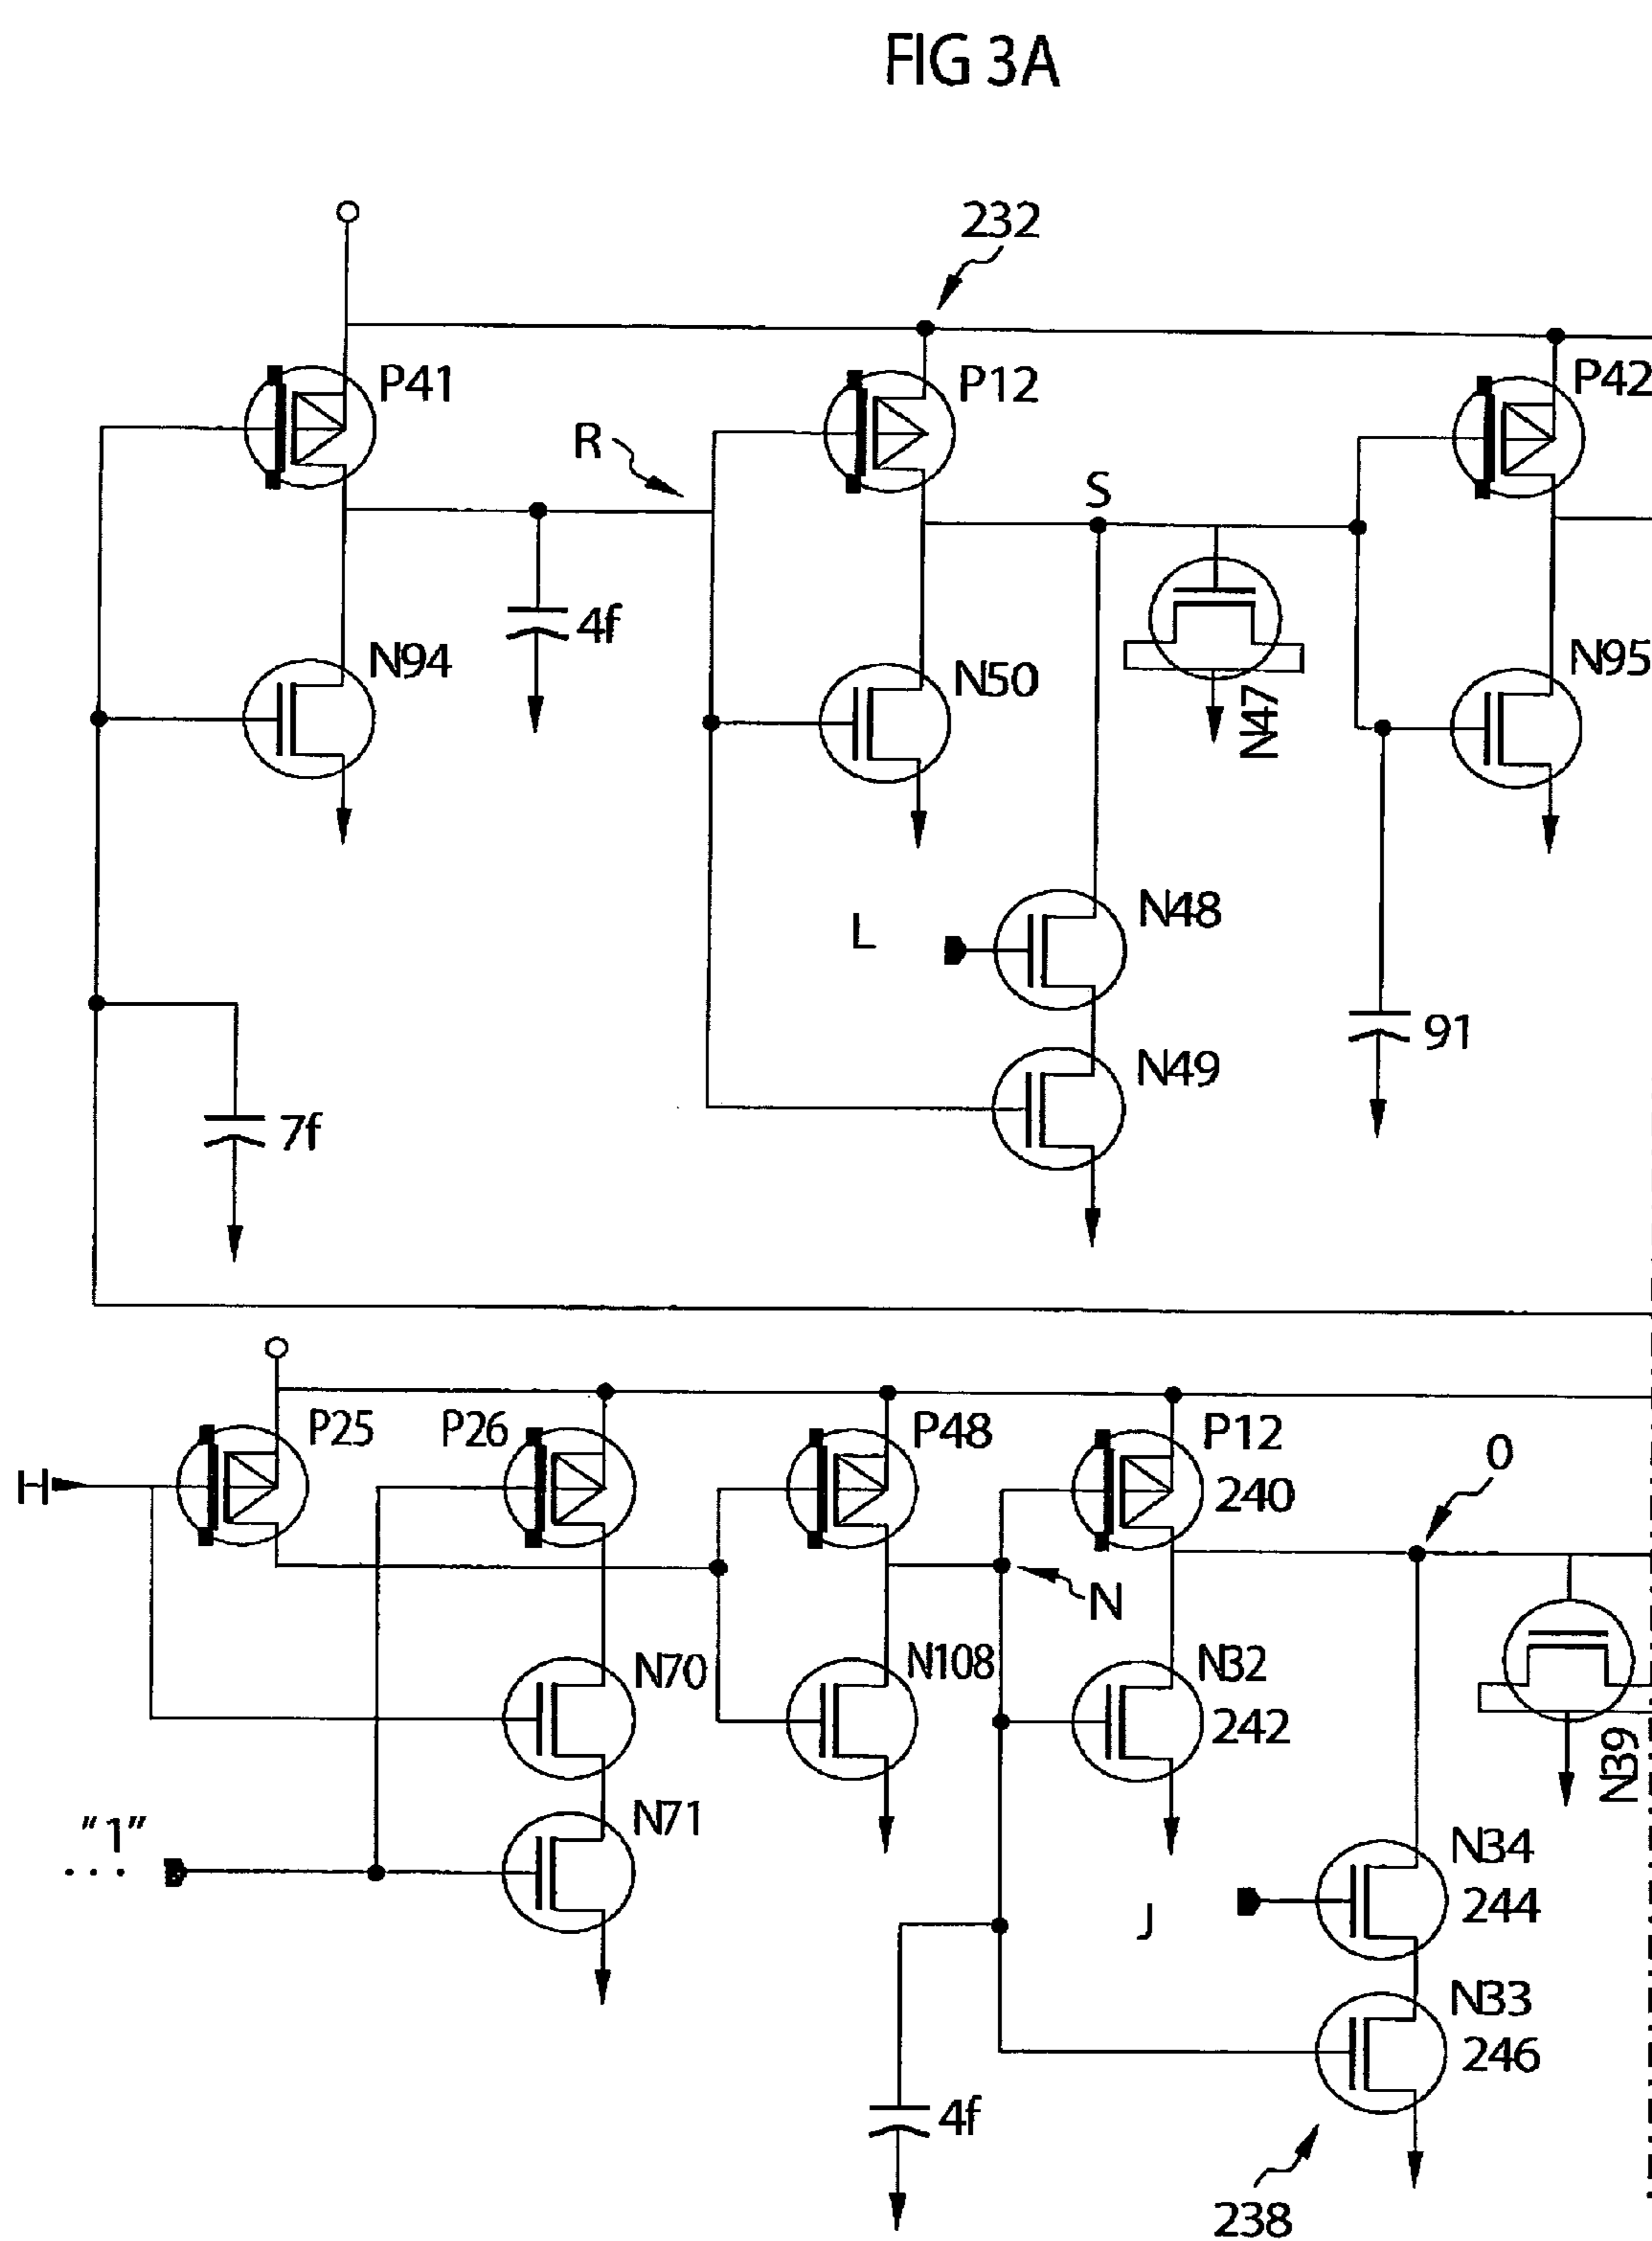 FIG 3A
232
P41
P12
P42
R
S
4f
N94
N50
N47
N95
L
N48
91
N49
7f
P25
P26
P48
P12
240
O
H
N
N70
N108
N32
242
N39
"1"
...
N71
N34
244
J
N33
246
4f
238